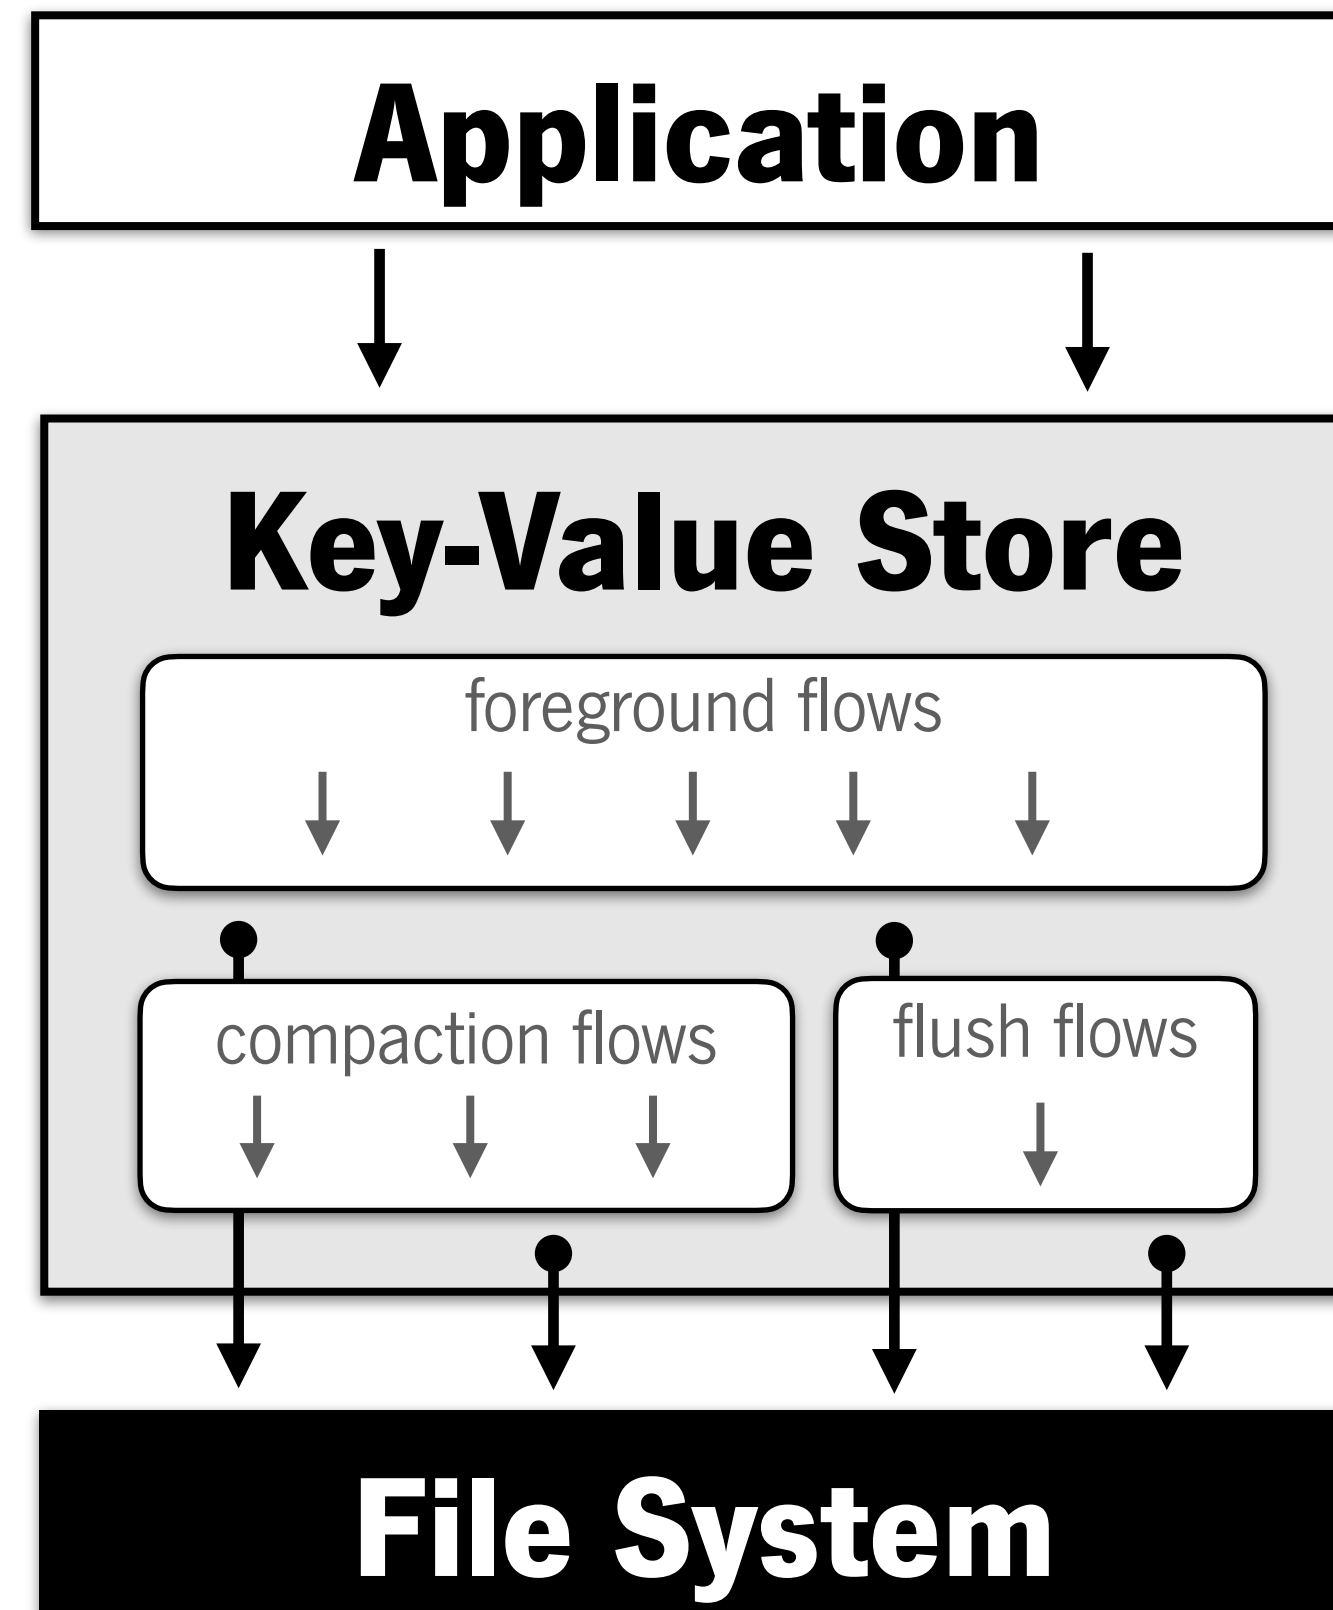 Application
Key-Value Store
foreground flows
compaction flows
flush flows
File System